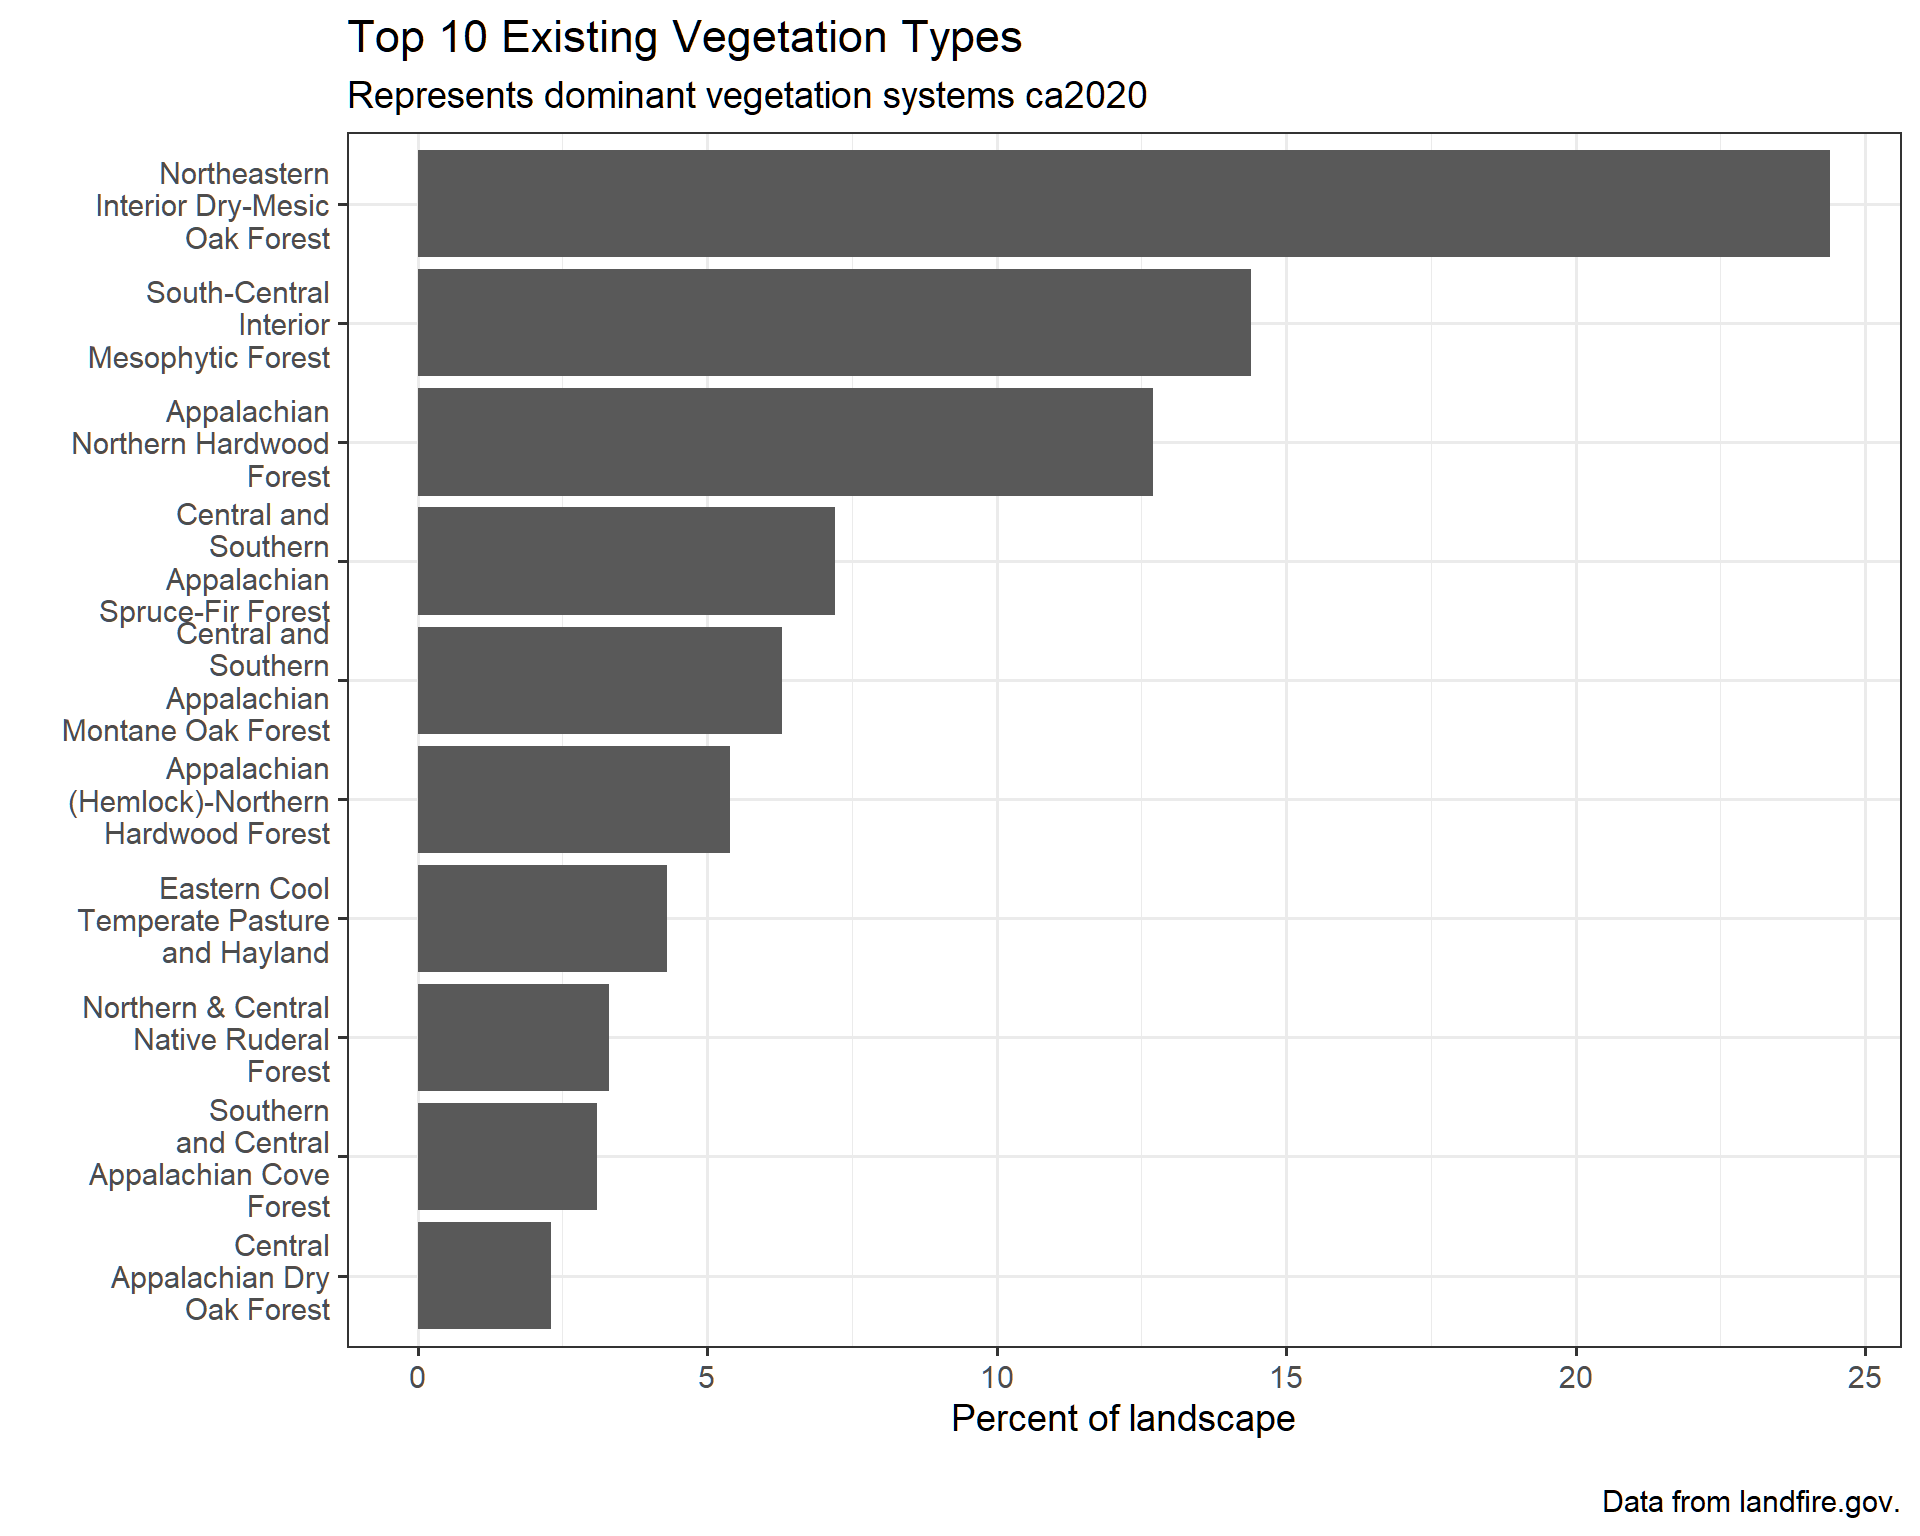 Top 10 Existing Vegetation Types
Represents dominant vegetation systems ca2020
Northeastern
Interior Dry-Mesic
Oak Forest
South-Central
Interior
Mesophytic Forest
Appalachian
Northern Hardwood
Forest
Central and
Southern
Appalachian
Spruce-Fir Forest
Central and
Southern
Appalachian
Montane Oak Forest
Appalachian
(Hemlock)-Northern
Hardwood Forest
Eastern Cool
Temperate Pasture
and Hayland
Northern & Central
Native Ruderal
Forest
Southern
and Central
Appalachian Cove
Forest
Central
Appalachian Dry
Oak Forest
0 5 10 15 20 25
Percent of landscape
Data from landfire.gov.